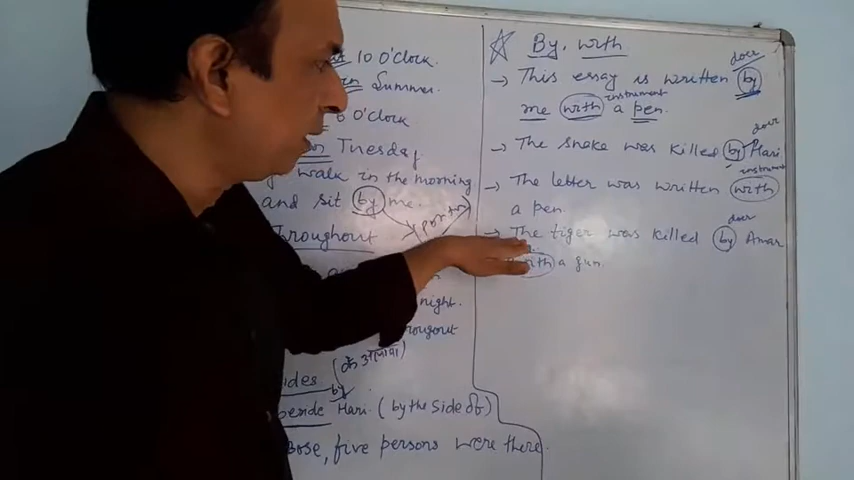 10 O'Clock.
in Summer.
6 O'Clock
Tuesday
walk in the morning
and sit by me.
Throughout
night.
(के अलावा)
by
beside Hari (by the side of)
five persons were there.
By, with
doer
→ This essay is written by
instrument
me with a pen.
doer
→ The snake was killed by Hari.
instrument
→ The letter was written with
a pen.
doer
→ The tiger was killed by Amar
with a gun.